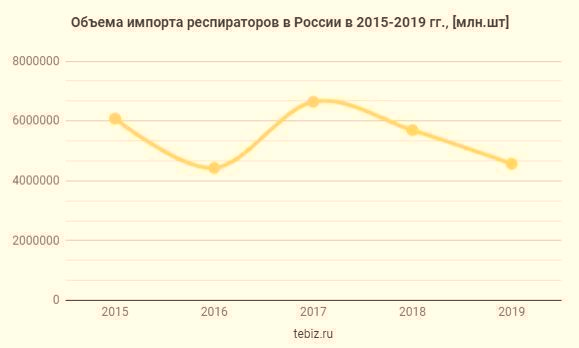 Объема импорта респираторов в России в 2015-2019 гг., [млн.шт]
8000000
6000000
4000000
2000000
0
2015 2016 2017 2018 2019
tebiz.ru